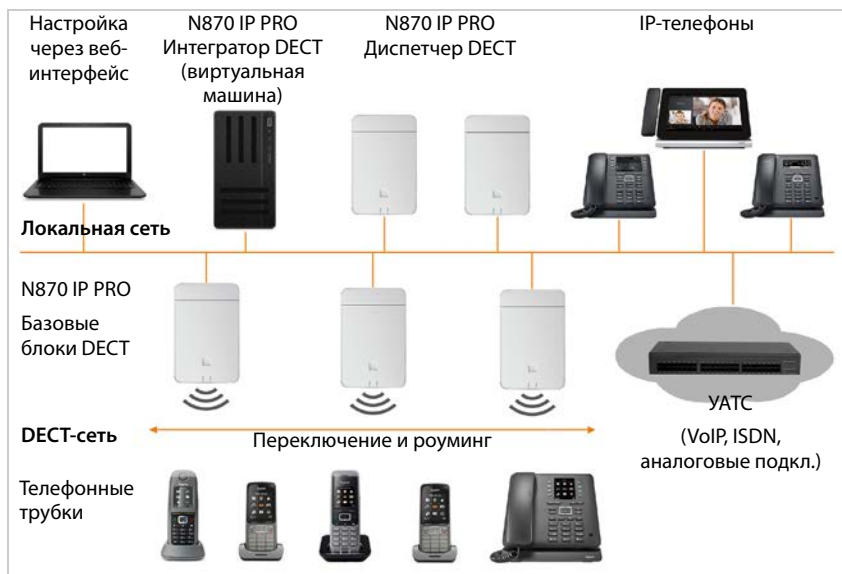 Настройка
через веб-
интерфейс
N870 IP PRO
Интегратор DECT
(виртуальная
машина)
N870 IP PRO
Диспетчер DECT
IP-телефоны
Локальная сеть
N870 IP PRO
Базовые
блоки DECT
УАТС
(VoIP, ISDN,
аналоговые подкл.)
DECT-сеть
Переключение и роуминг
Телефонные
трубки